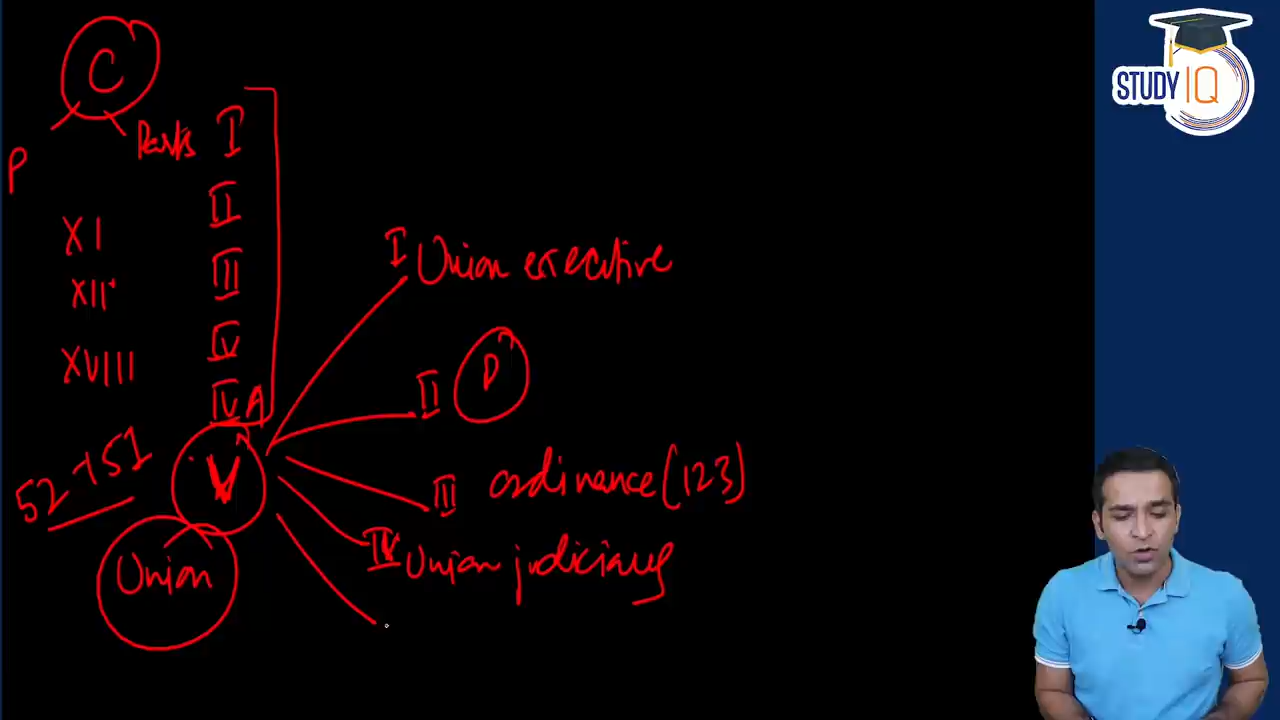 C
P
Parts I
II
III
IV
IV A
XI
XII
XVIII
52 → 151
V
Union
I Union executive
II P
III ordinance (123)
IV Union judiciary
STUDY IQ